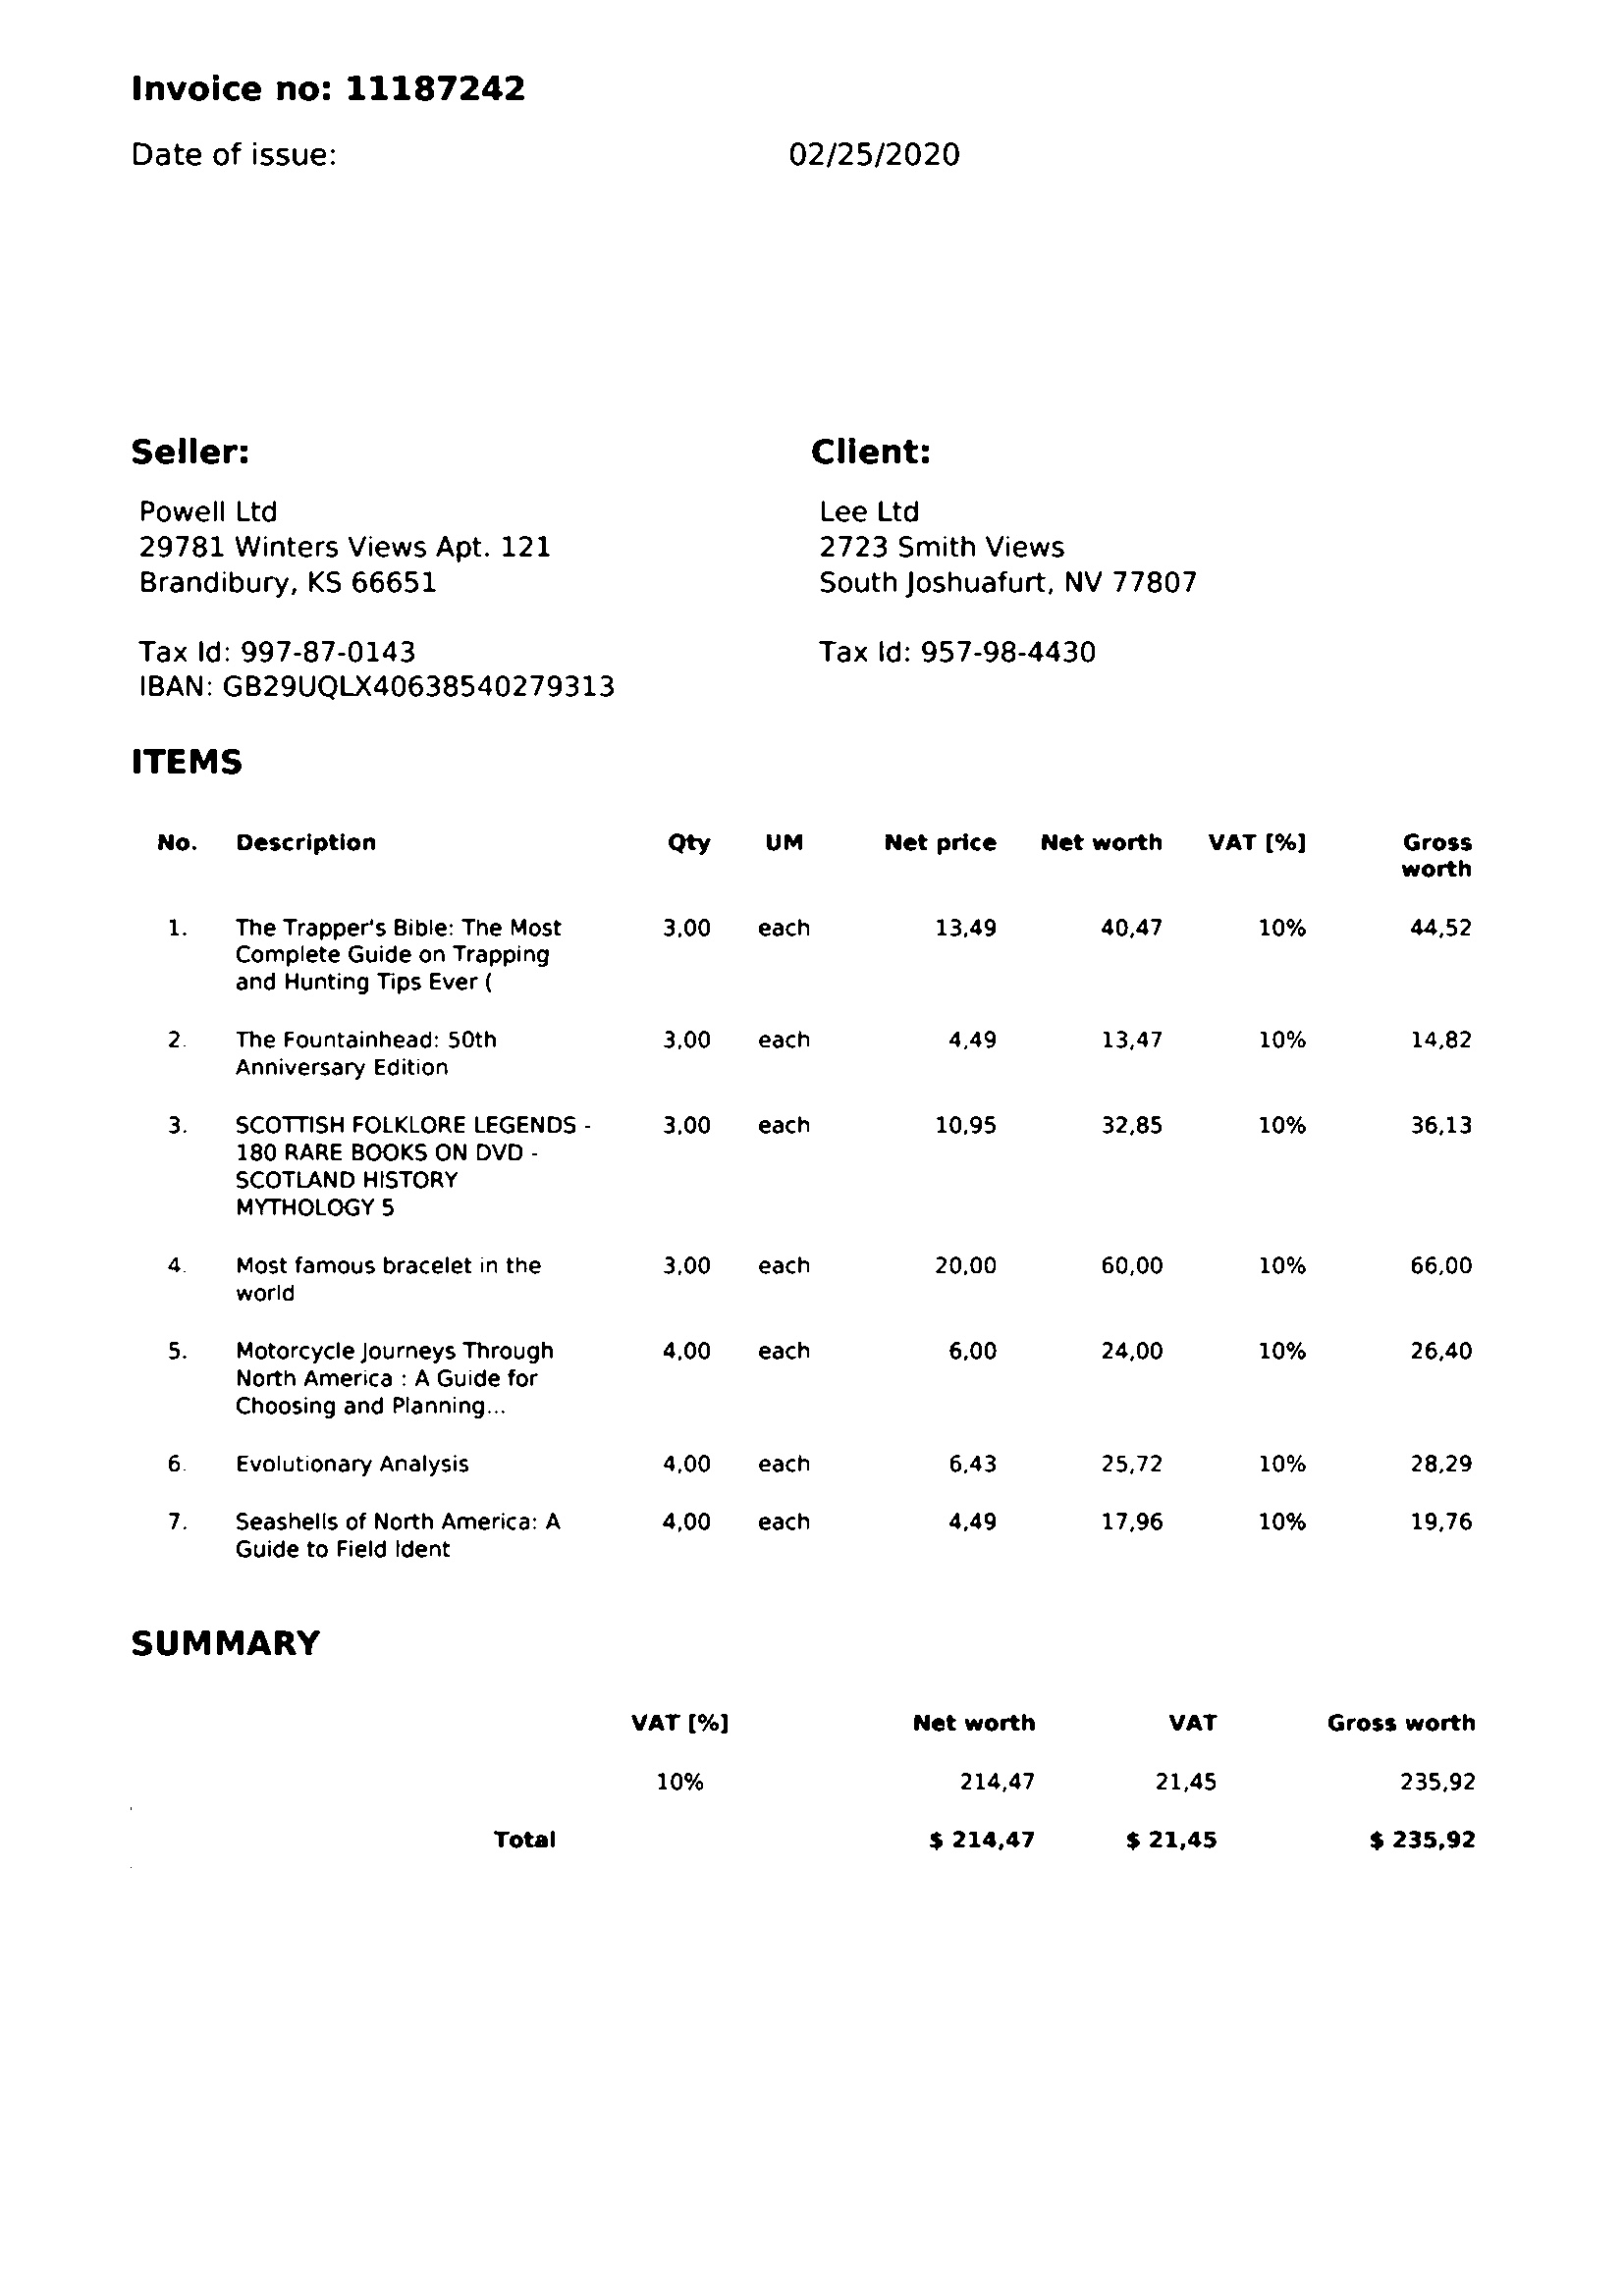 Invoice no: 11187242
Date of issue: 02/25/2020
Seller: Client:
Powell Ltd Lee Ltd
29781 Winters Views Apt. 121 2723 Smith Views
Brandibury, KS 66651 South Joshuafurt, NV 77807
Tax Id: 997-87-0143 Tax Id: 957-98-4430
IBAN: GB29UQLX40638540279313
ITEMS
No. Description Qty UM Net price Net worth VAT [%] Gross
worth
1. The Trapper's Bible: The Most 3,00 each 13,49 40,47 10% 44,52
Complete Guide on Trapping
and Hunting Tips Ever (
2. The Fountainhead: 50th 3,00 each 4,49 13,47 10% 14,82
Anniversary Edition
3. SCOTTISH FOLKLORE LEGENDS - 3,00 each 10,95 32,85 10% 36,13
180 RARE BOOKS ON DVD -
SCOTLAND HISTORY
MYTHOLOGY 5
4. Most famous bracelet in the 3,00 each 20,00 60,00 10% 66,00
world
5. Motorcycle Journeys Through 4,00 each 6,00 24,00 10% 26,40
North America : A Guide for
Choosing and Planning...
6. Evolutionary Analysis 4,00 each 6,43 25,72 10% 28,29
7. Seashells of North America: A 4,00 each 4,49 17,96 10% 19,76
Guide to Field Ident
SUMMARY
VAT [%] Net worth VAT Gross worth
10% 214,47 21,45 235,92
Total $ 214,47 $ 21,45 $ 235,92